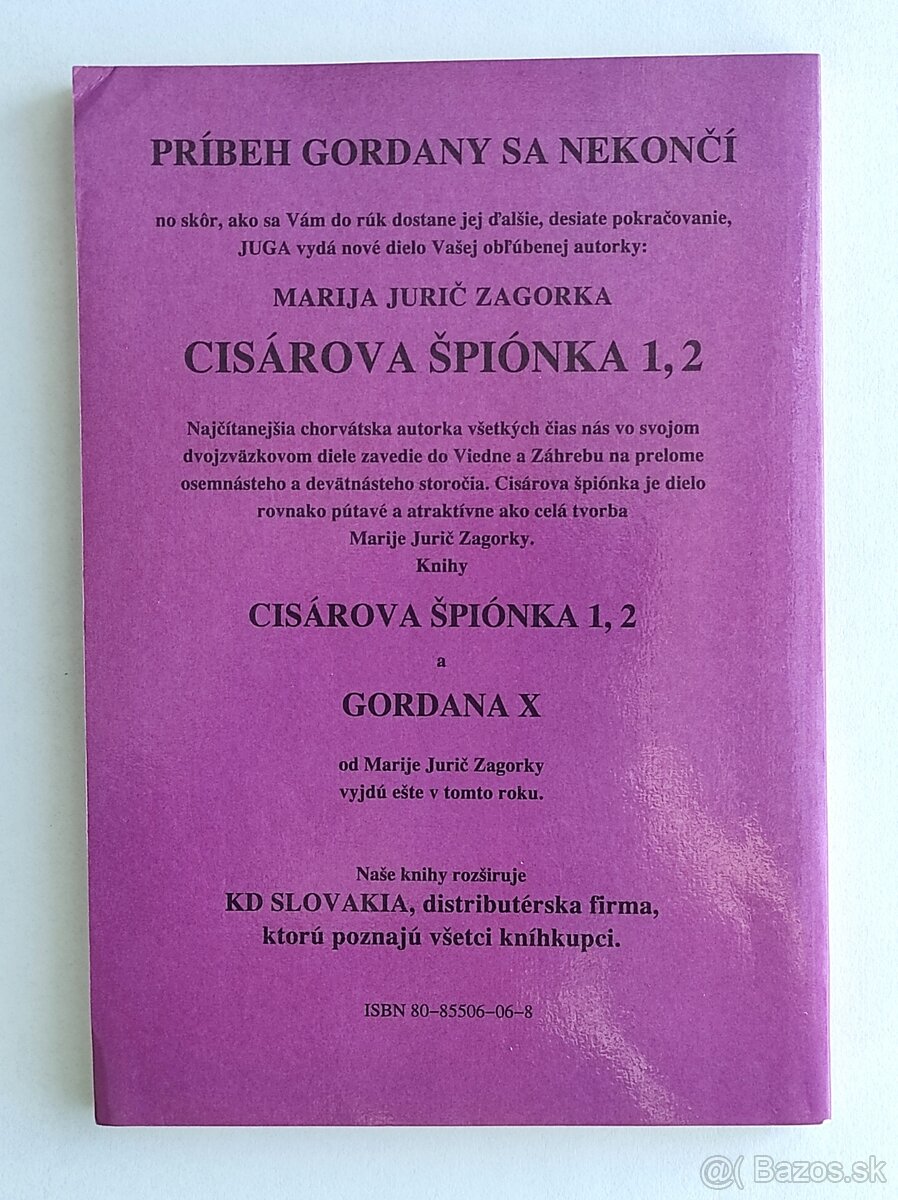 PRÍBEH GORDANY SA NEKONČÍ
no skôr, ako sa Vám do rúk dostane jej ďalšie, desiate pokračovanie,
JUGA vydá nové dielo Vašej obľúbenej autorky:
MARIJA JURIČ ZAGORKA
CISÁROVA ŠPIÓNKA 1, 2
Najčítanejšia chorvátska autorka všetkých čias nás vo svojom
dvojzväzkovom diele zavedie do Viedne a Záhrebu na prelome
osemnásteho a devätnásteho storočia. Cisárova špiónka je dielo
rovnako pútavé a atraktívne ako celá tvorba
Marije Jurič Zagorky.
Knihy
CISÁROVA ŠPIÓNKA 1, 2
a
GORDANA X
od Marije Jurič Zagorky
vyjdú ešte v tomto roku.
Naše knihy rozširuje
KD SLOVAKIA, distributérska firma,
ktorú poznajú všetci kníhkupci.
ISBN 80–85506–06–8
@( Bazos.sk